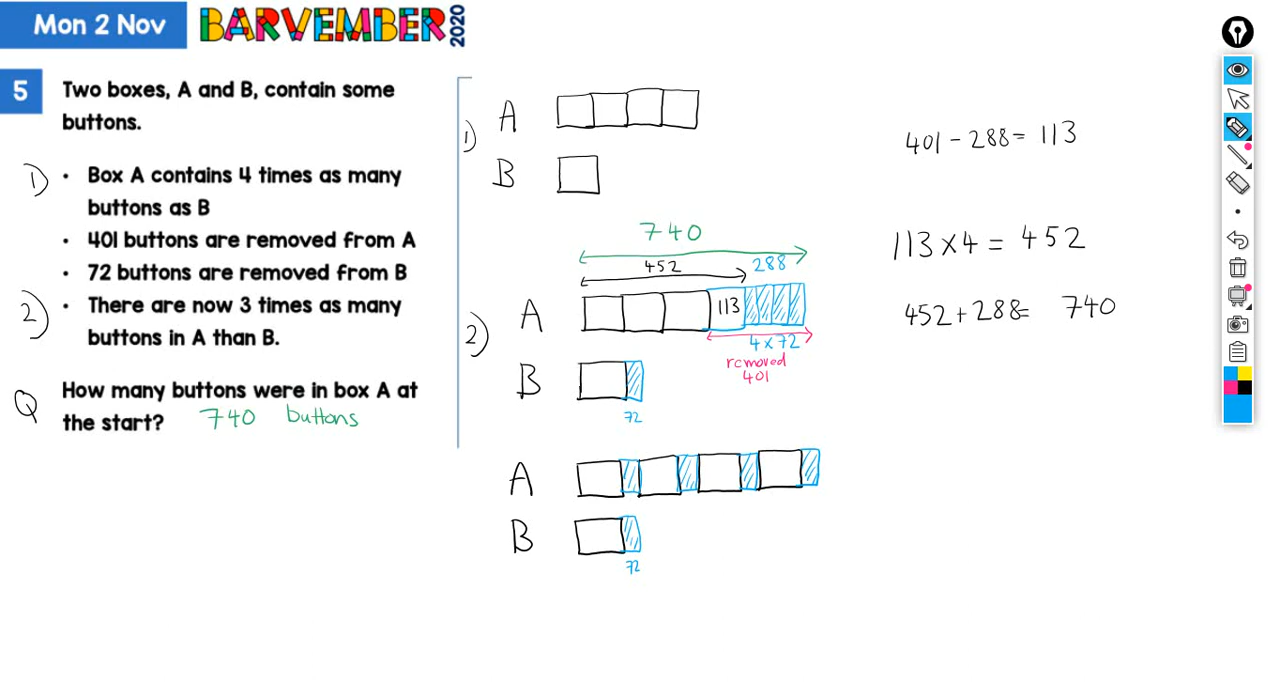 Mon 2 Nov
BARVEMBER 2020
5
Two boxes, A and B, contain some
buttons.
1)
• Box A contains 4 times as many
buttons as B
• 401 buttons are removed from A
• 72 buttons are removed from B
2)
• There are now 3 times as many
buttons in A than B.
Q
How many buttons were in box A at
the start? 740 buttons
1)
A
B
740
452
288
2)
A
113
4 x 72
removed
401
B
72
A
B
72
401 - 288 = 113
113 x 4 = 452
452 + 288 = 740